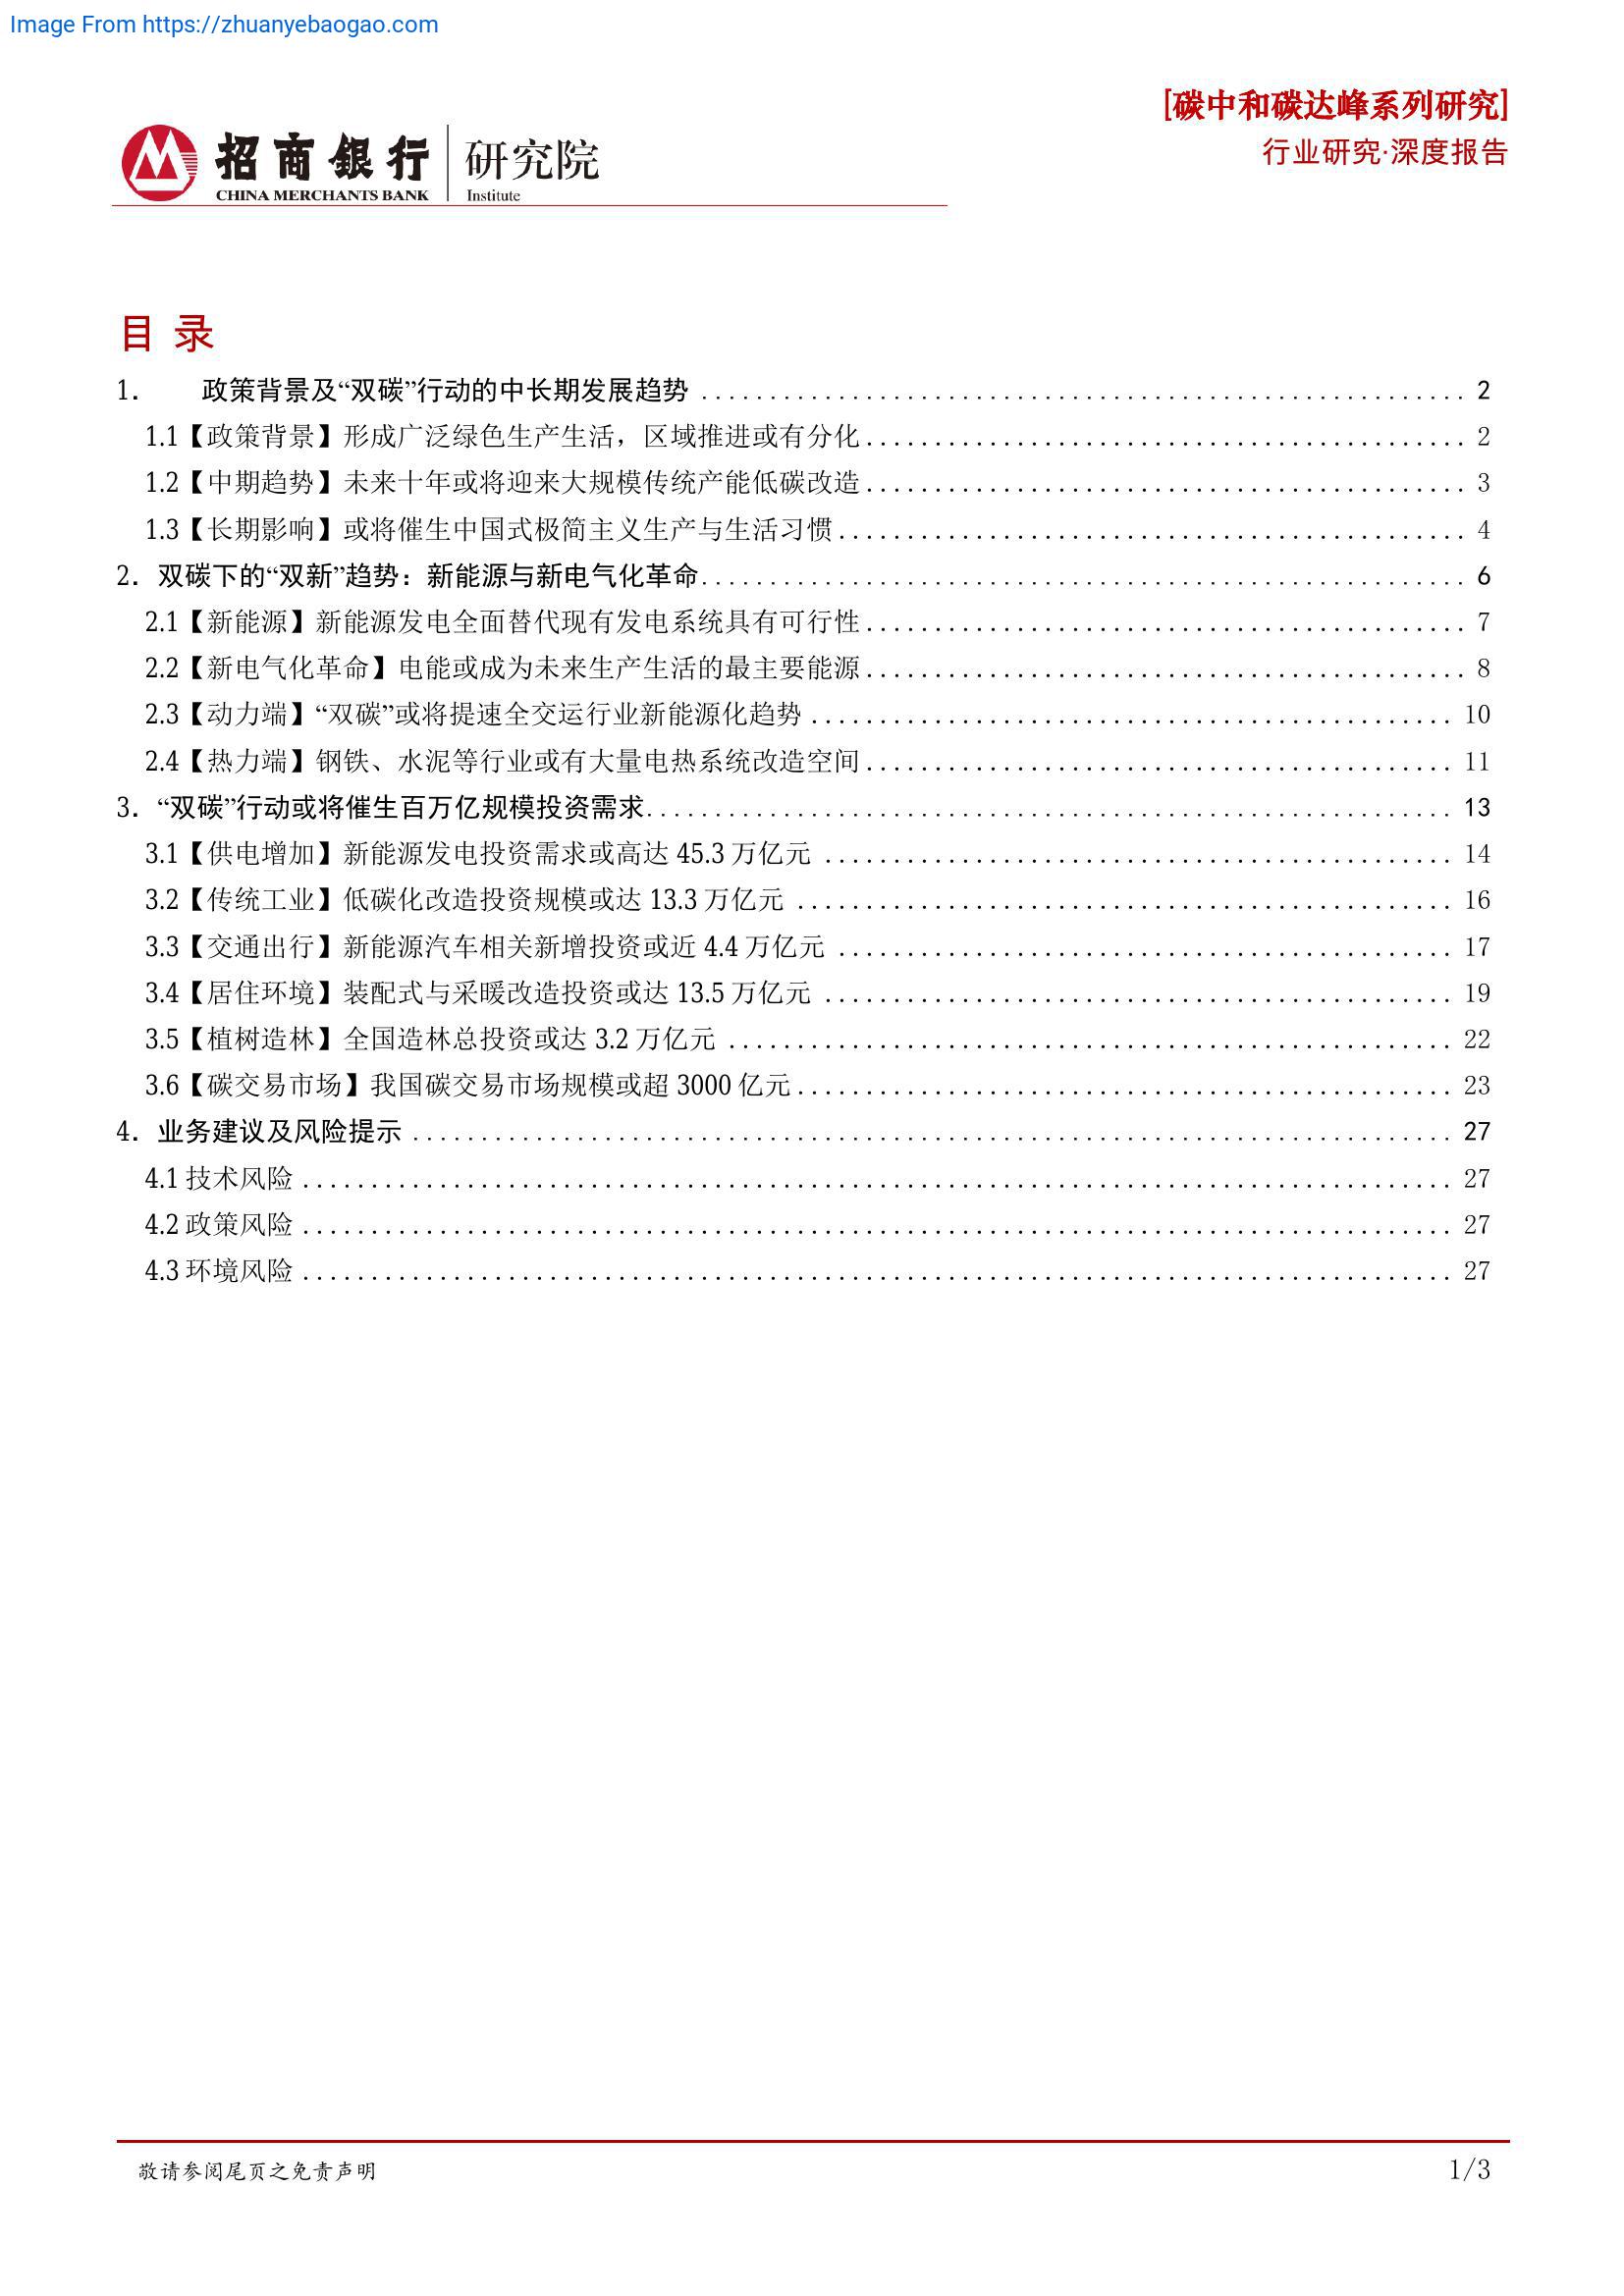 Image From https://zhuanyebaogao.com
[碳中和碳达峰系列研究]
行业研究·深度报告
招商银行 研究院
CHINA MERCHANTS BANK Institute
目 录
1. 政策背景及“双碳”行动的中长期发展趋势 2
1.1【政策背景】形成广泛绿色生产生活，区域推进或有分化 2
1.2【中期趋势】未来十年或将迎来大规模传统产能低碳改造 3
1.3【长期影响】或将催生中国式极简主义生产与生活习惯 4
2. 双碳下的“双新”趋势：新能源与新电气化革命 6
2.1【新能源】新能源发电全面替代现有发电系统具有可行性 7
2.2【新电气化革命】电能或成为未来生产生活的最主要能源 8
2.3【动力端】“双碳”或将提速全交运行业新能源化趋势 10
2.4【热力端】钢铁、水泥等行业或有大量电热系统改造空间 11
3. “双碳”行动或将催生百万亿规模投资需求 13
3.1【供电增加】新能源发电投资需求或高达 45.3 万亿元 14
3.2【传统工业】低碳化改造投资规模或达 13.3 万亿元 16
3.3【交通出行】新能源汽车相关新增投资或近 4.4 万亿元 17
3.4【居住环境】装配式与采暖改造投资或达 13.5 万亿元 19
3.5【植树造林】全国造林总投资或达 3.2 万亿元 22
3.6【碳交易市场】我国碳交易市场规模或超 3000 亿元 23
4. 业务建议及风险提示 27
4.1 技术风险 27
4.2 政策风险 27
4.3 环境风险 27
敬请参阅尾页之免责声明 1/3